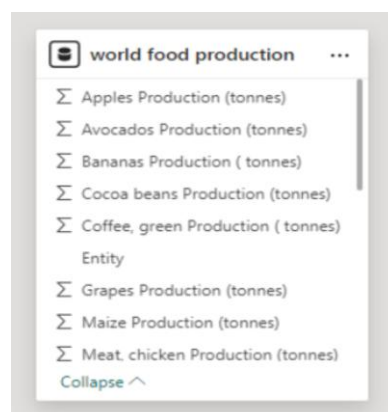 world food production ...
Σ Apples Production (tonnes)
Σ Avocados Production (tonnes)
Σ Bananas Production ( tonnes)
Σ Cocoa beans Production (tonnes)
Σ Coffee, green Production ( tonnes)
Entity
Σ Grapes Production (tonnes)
Σ Maize Production (tonnes)
Σ Meat, chicken Production (tonnes)
Collapse